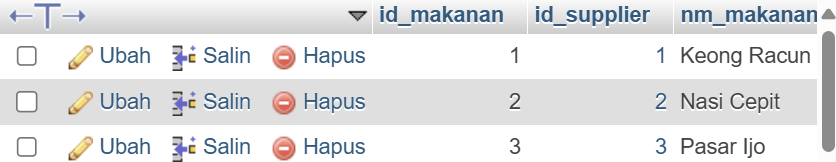 id_makanan id_supplier nm_makanan
Ubah Salin Hapus 1 1 Keong Racun
Ubah Salin Hapus 2 2 Nasi Cepit
Ubah Salin Hapus 3 3 Pasar Ijo